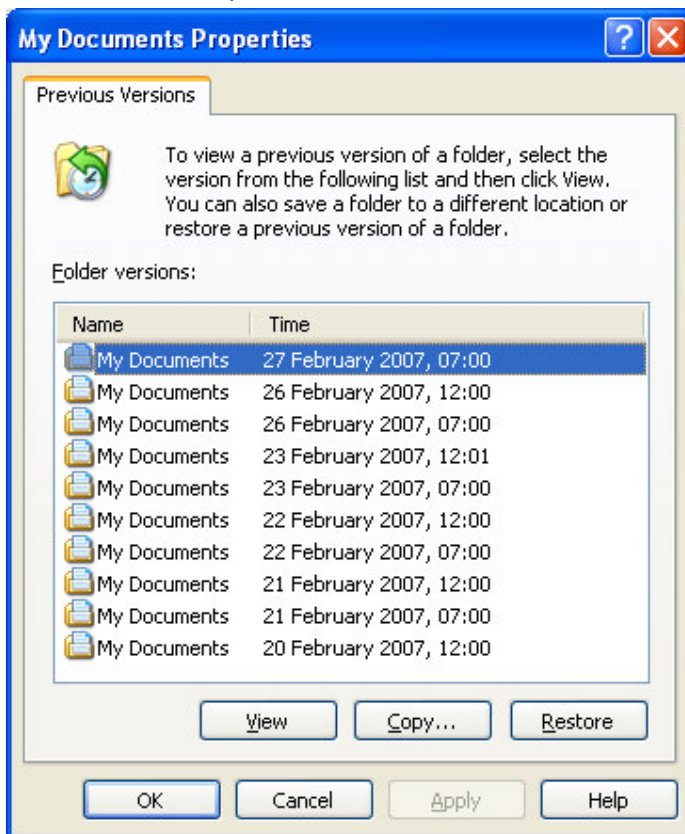 My Documents Properties
Previous Versions
To view a previous version of a folder, select the
version from the following list and then click View.
You can also save a folder to a different location or
restore a previous version of a folder.
Folder versions:
Name Time
My Documents 27 February 2007, 07:00
My Documents 26 February 2007, 12:00
My Documents 26 February 2007, 07:00
My Documents 23 February 2007, 12:01
My Documents 23 February 2007, 07:00
My Documents 22 February 2007, 12:00
My Documents 22 February 2007, 07:00
My Documents 21 February 2007, 12:00
My Documents 21 February 2007, 07:00
My Documents 20 February 2007, 12:00
View Copy... Restore
OK Cancel Apply Help